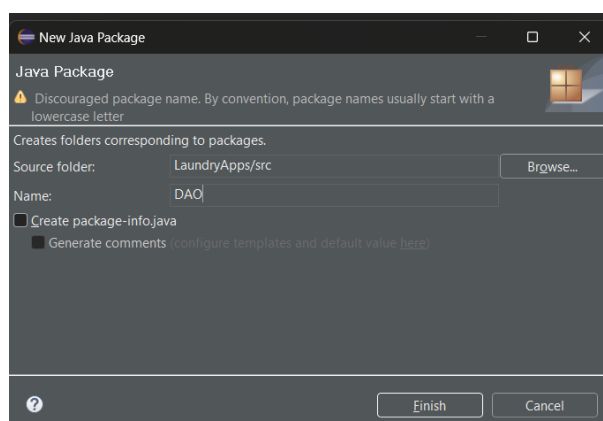 New Java Package
Java Package
Discouraged package name. By convention, package names usually start with a
lowercase letter
Creates folders corresponding to packages.
Source folder: LaundryApps/src Browse...
Name: DAO
Create package-info.java
Generate comments (configure templates and default value here)
? Finish Cancel